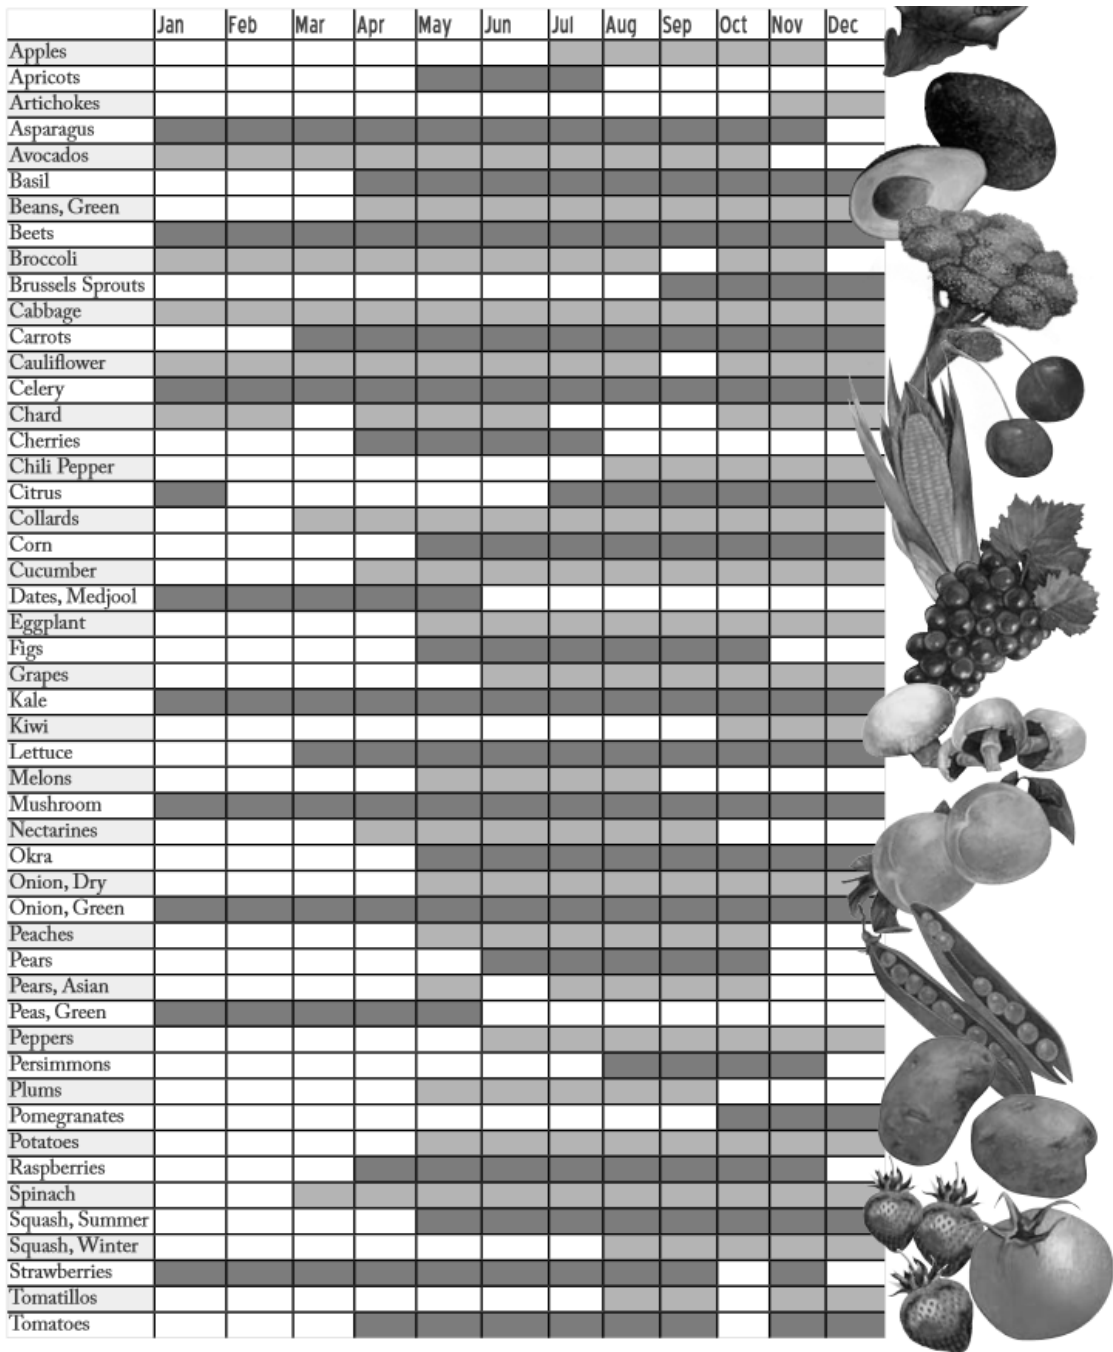 Jan Feb Mar Apr May Jun Jul Aug Sep Oct Nov Dec
Apples
Apricots
Artichokes
Asparagus
Avocados
Basil
Beans, Green
Beets
Broccoli
Brussels Sprouts
Cabbage
Carrots
Cauliflower
Celery
Chard
Cherries
Chili Pepper
Citrus
Collards
Corn
Cucumber
Dates, Medjool
Eggplant
Figs
Grapes
Kale
Kiwi
Lettuce
Melons
Mushroom
Nectarines
Okra
Onion, Dry
Onion, Green
Peaches
Pears
Pears, Asian
Peas, Green
Peppers
Persimmons
Plums
Pomegranates
Potatoes
Raspberries
Spinach
Squash, Summer
Squash, Winter
Strawberries
Tomatillos
Tomatoes